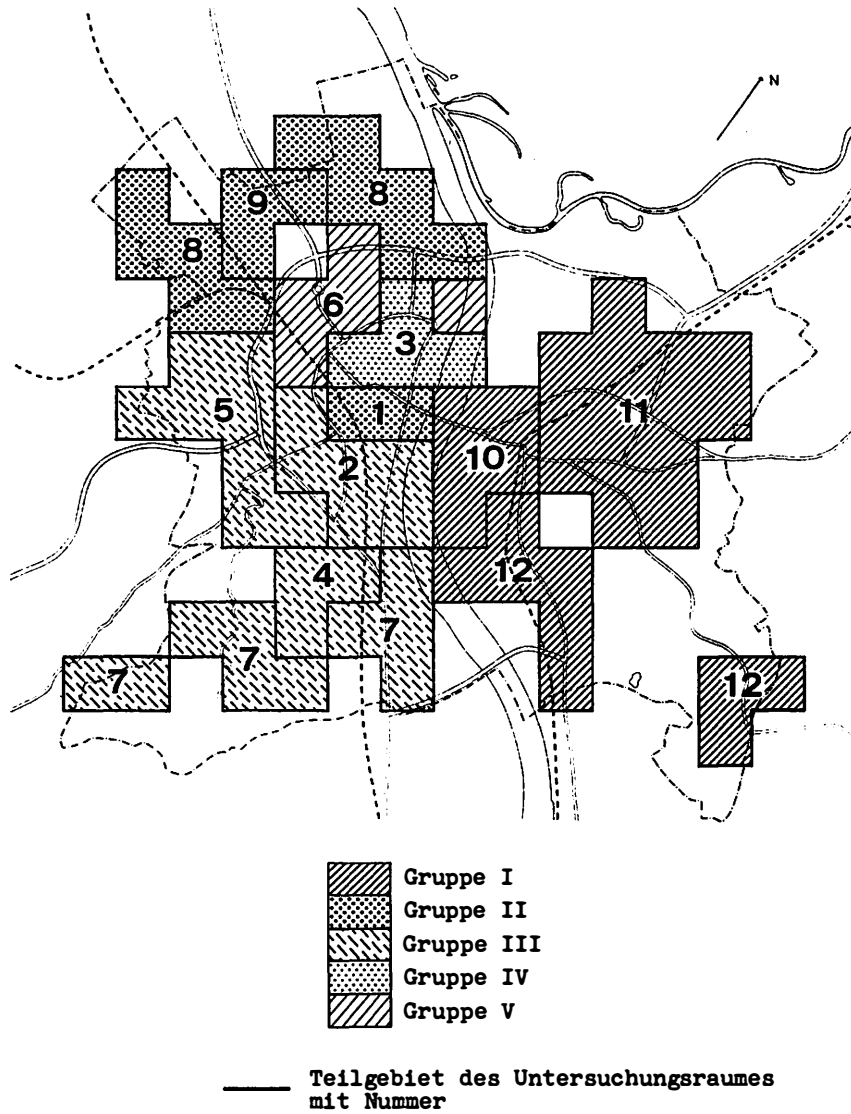 N
8
9
8
6
3
5
1
11
2
10
4
12
7
7
7
12
Gruppe I
Gruppe II
Gruppe III
Gruppe IV
Gruppe V
Teilgebiet des Untersuchungsraumes
mit Nummer